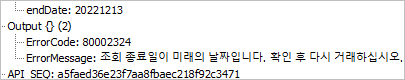 endDate: 20221213
Output {} (2)
ErrorCode: 80002324
ErrorMessage: 조회 종료일이 미래의 날짜입니다. 확인 후 다시 거래하십시오.
API_SEQ: a5faed36e23f7aa8fbaec218f92c3471